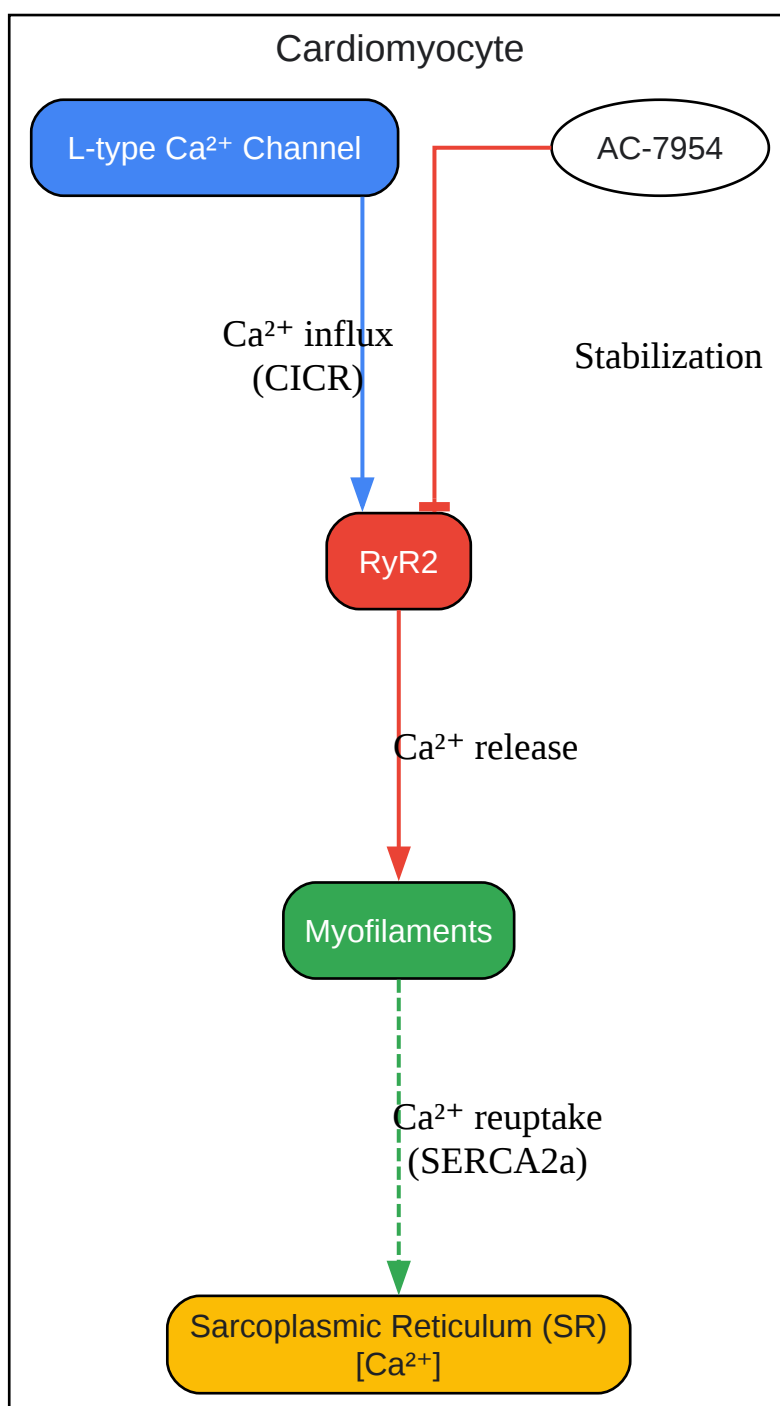 Cardiomyocyte
L-type Ca²⁺ Channel
AC-7954
Ca²⁺ influx
(CICR)
Stabilization
RyR2
Ca²⁺ release
Myofilaments
Ca²⁺ reuptake
(SERCA2a)
Sarcoplasmic Reticulum (SR)
[Ca²⁺]